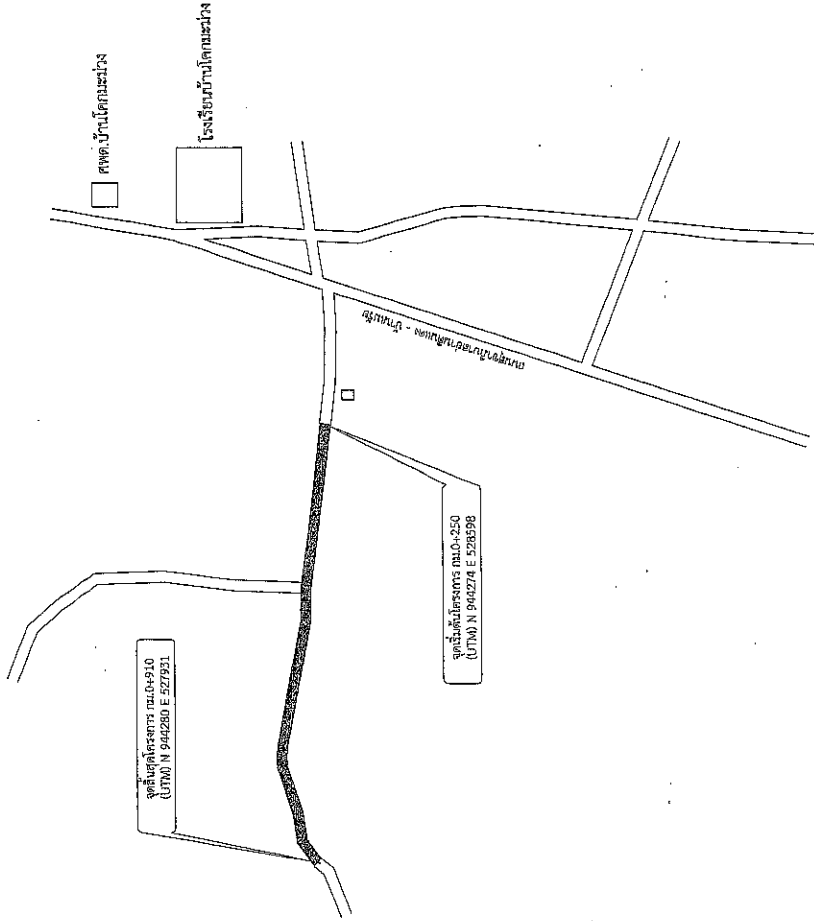 ศพด.บ้านโคกมะม่วง
โรงเรียนบ้านโคกมะม่วง
จุดสิ้นสุดโครงการ กม.0+910
(UTM) N 944280 E 527931
จุดเริ่มต้นโครงการ กม.0+250
(UTM) N 944274 E 528598